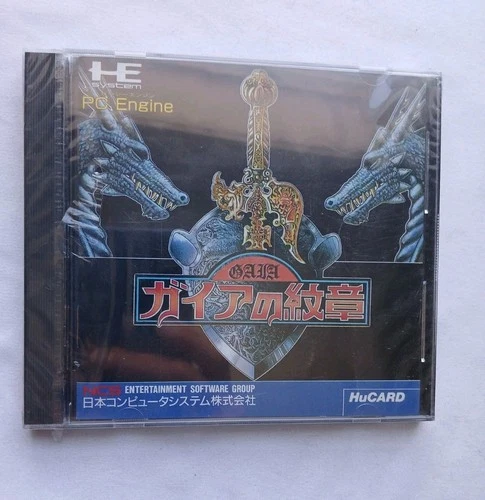 HE
system
PC Engine
GAIA
ガイアの紋章
NCS ENTERTAINMENT SOFTWARE GROUP
日本コンピュータシステム株式会社
HuCARD